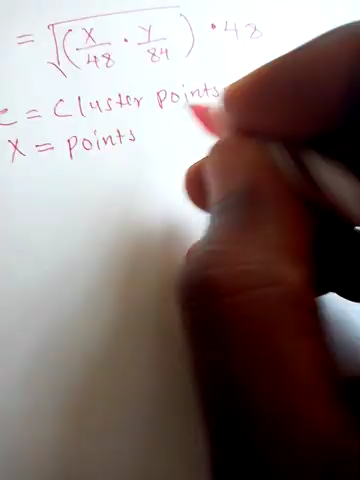 = √(X/48 · Y/84) · 48
C = Cluster points
X = points